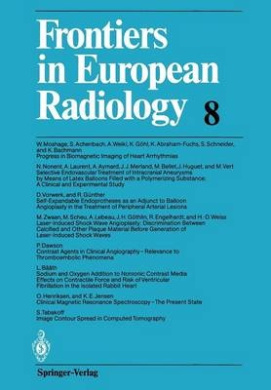 Frontiers
in European
Radiology 8
W. Moshage, S. Achenbach, A. Weikl, K. Göhl, K. Abraham-Fuchs, S. Schneider,
and K. Bachmann
Progress in Biomagnetic Imaging of Heart Arrhythmias
N. Nonent, A. Laurent, A. Aymard, J. J. Merland, M. Bellet, J. Huguet, and M. Vert
Selective Endovascular Treatment of Intracranial Aneurysms
by Means of Latex Balloons Filled with a Polymerizing Substance:
A Clinical and Experimental Study
D. Vorwerk, and R. Günther
Self-Expandable Endoprotheses as an Adjunct to Balloon
Angioplasty in the Treatment of Peripheral Arterial Lesions
M. Zwaan, M. Scheu, A. Lebeau, J. H. Göthlin, R. Engelhardt, and H.-D. Weiss
Laser-Induced Shock Wave Angioplasty: Discrimination Between
Calcified and Other Plaque Material Before Generation of
Laser-Induced Shock Waves
P. Dawson
Contrast Agents in Clinical Angiography - Relevance to
Thromboembolic Phenomena
L. Bååth
Sodium and Oxygen Addition to Nonionic Contrast Media
Effects on Contractile Force and Risk of Ventricular
Fibrillation in the Isolated Rabbit Heart
O. Henriksen, and K. E. Jensen
Clinical Magnetic Resonance Spectroscopy - The Present State
S. Tabakoff
Image Contour Spread in Computed Tomography
Springer-Verlag